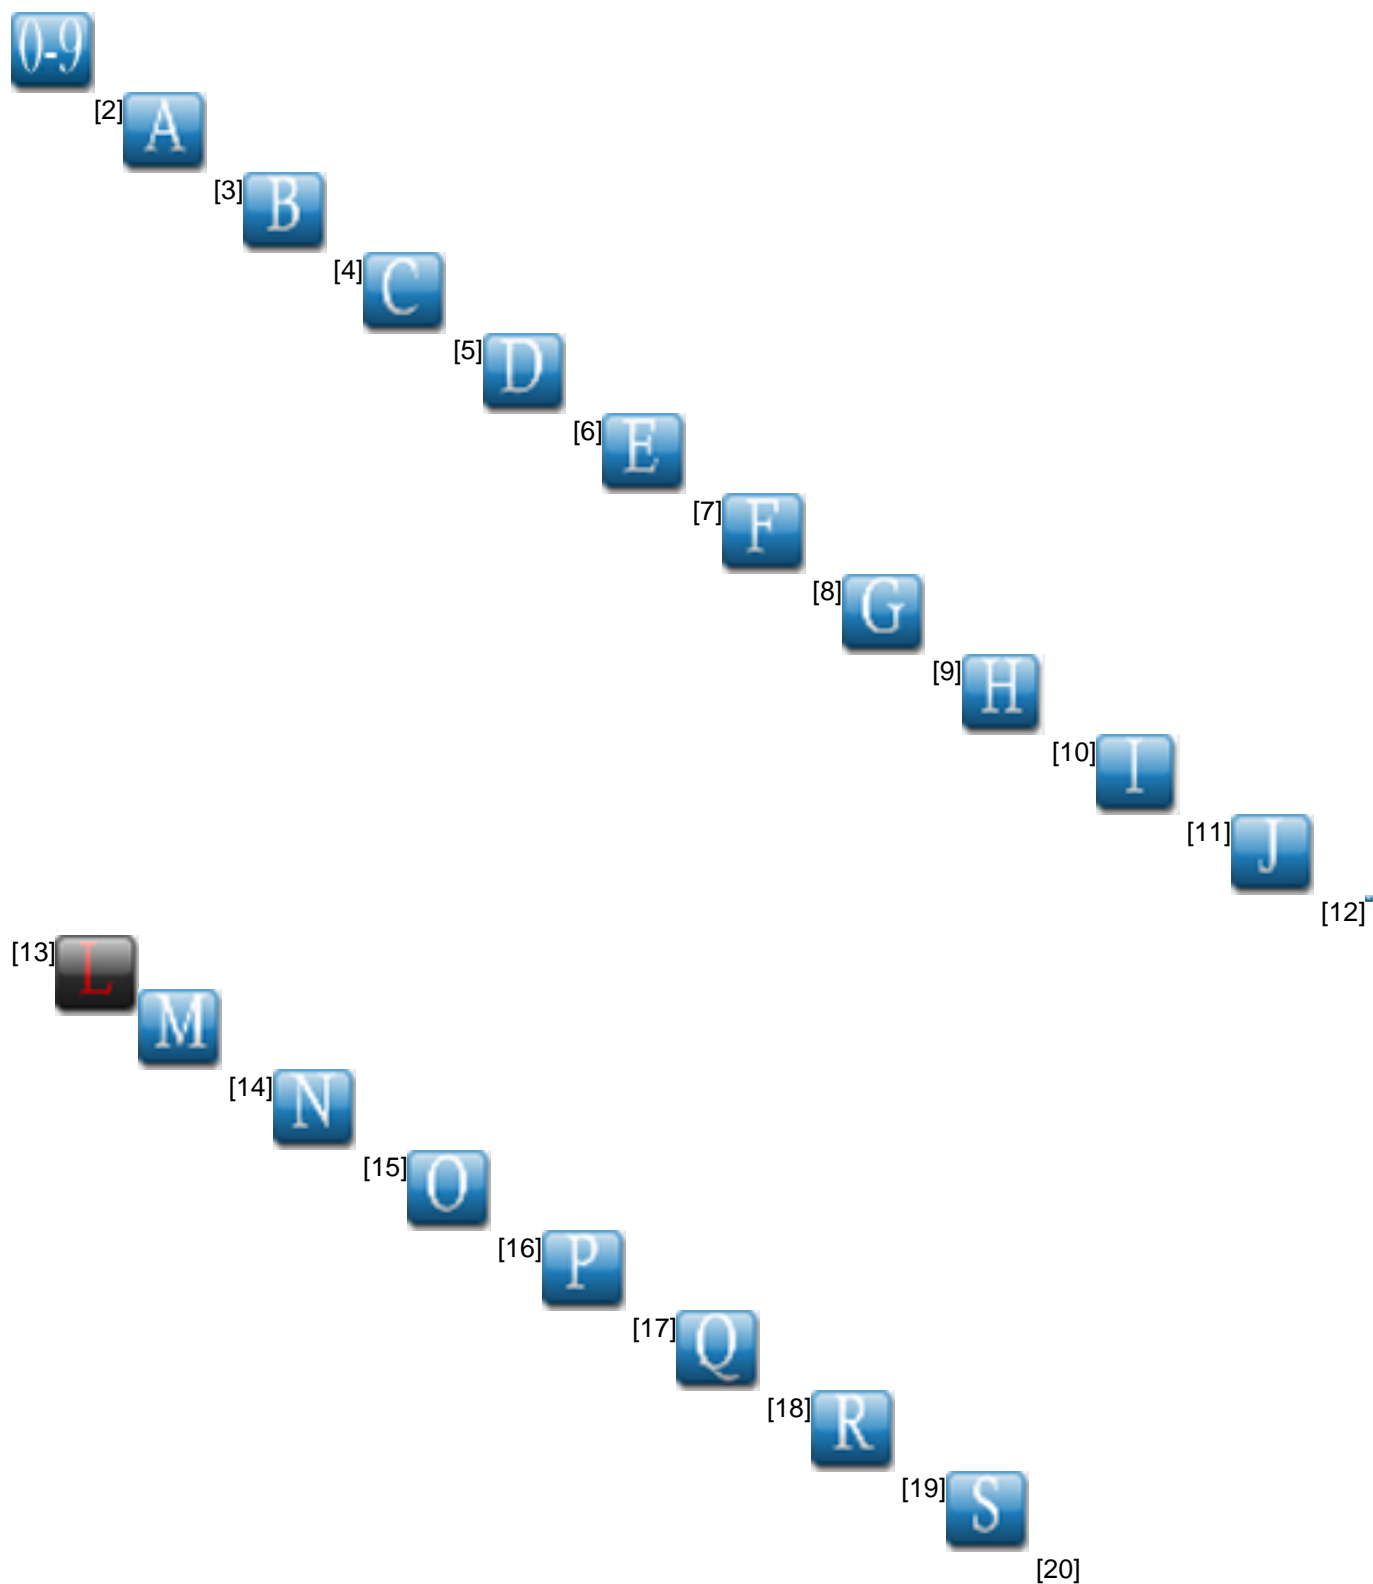 0-9
[2] A
[3] B
[4] C
[5] D
[6] E
[7] F
[8] G
[9] H
[10] I
[11] J
[12]
[13] L
M
[14] N
[15] O
[16] P
[17] Q
[18] R
[19] S
[20]